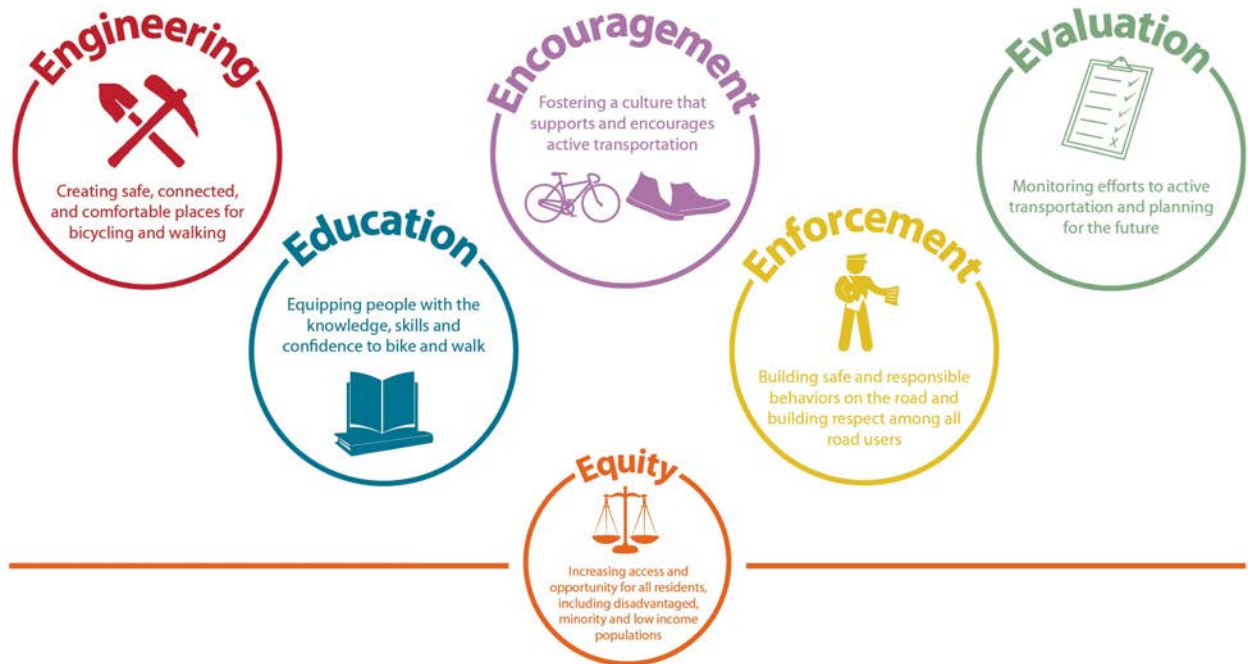 Engineering
Creating safe, connected,
and comfortable places for
bicycling and walking
Education
Equipping people with the
knowledge, skills and
confidence to bike and walk
Encouragement
Fostering a culture that
supports and encourages
active transportation
Enforcement
Building safe and responsible
behaviors on the road and
building respect among all
road users
Evaluation
Monitoring efforts to active
transportation and planning
for the future
Equity
Increasing access and
opportunity for all residents,
including disadvantaged,
minority and low income
populations